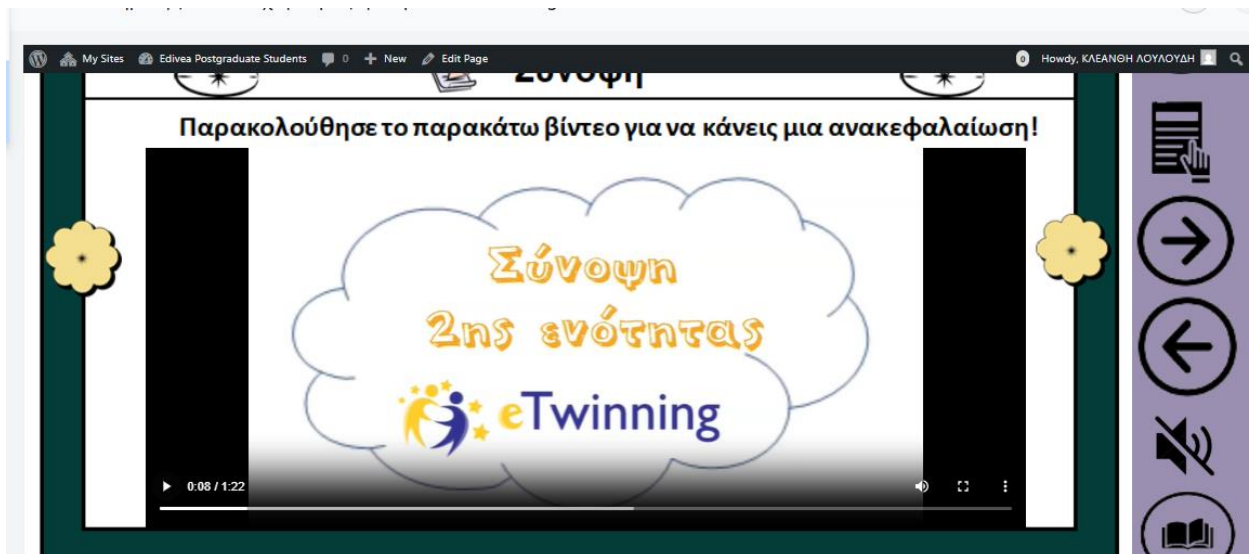 My Sites Edivea Postgraduate Students 0 New Edit Page 0 Howdy, ΚΛΕΑΝΘΗ ΛΟΥΛΟΥΔΗ
Σύνοψη
Παρακολούθησε το παρακάτω βίντεο για να κάνεις μια ανακεφαλαίωση!
Σύνοψη
2ης ενότητας
eTwinning
0:08 / 1:22